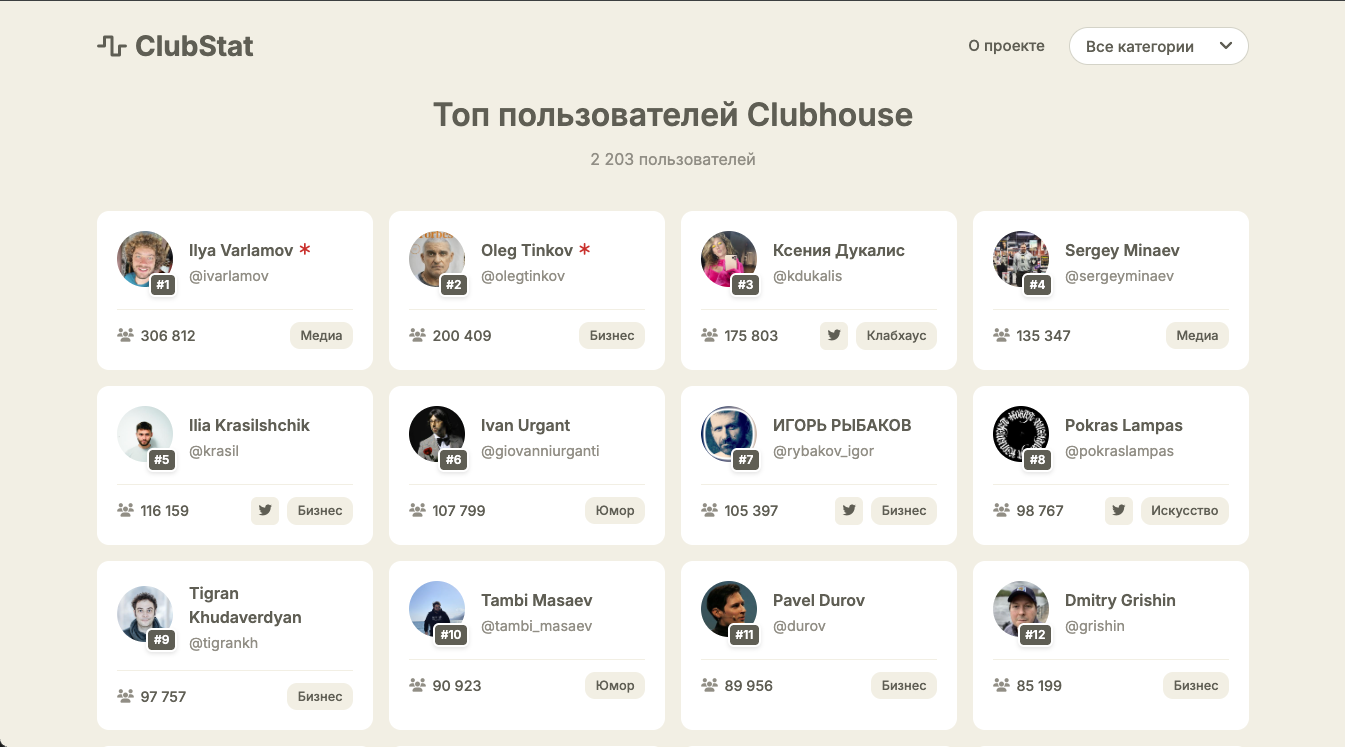 ClubStat
О проекте
Все категории
Топ пользователей Clubhouse
2 203 пользователей
Ilya Varlamov *
@ivarlamov
#1
306 812
Медиа
Oleg Tinkov *
@olegtinkov
#2
200 409
Бизнес
Ксения Дукалис
@kdukalis
#3
175 803
Клабхаус
Sergey Minaev
@sergeyminaev
#4
135 347
Медиа
Ilia Krasilshchik
@krasil
#5
116 159
Бизнес
Ivan Urgant
@giovanniurganti
#6
107 799
Юмор
ИГОРЬ РЫБАКОВ
@rybakov_igor
#7
105 397
Бизнес
Pokras Lampas
@pokraslampas
#8
98 767
Искусство
Tigran
Khudaverdyan
@tigrankh
#9
97 757
Бизнес
Tambi Masaev
@tambi_masaev
#10
90 923
Юмор
Pavel Durov
@durov
#11
89 956
Бизнес
Dmitry Grishin
@grishin
#12
85 199
Бизнес